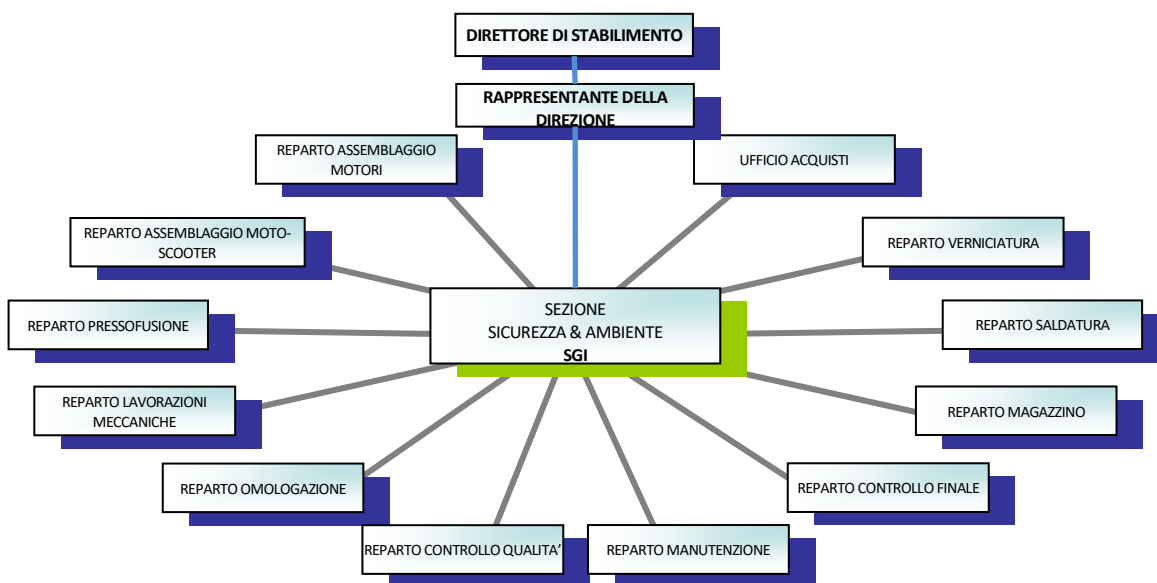 DIRETTORE DI STABILIMENTO
RAPPRESENTANTE DELLA
DIREZIONE
REPARTO ASSEMBLAGGIO
MOTORI
UFFICIO ACQUISTI
REPARTO ASSEMBLAGGIO MOTO-
SCOOTER
REPARTO VERNICIATURA
SEZIONE
SICUREZZA & AMBIENTE
SGI
REPARTO PRESSOFUSIONE
REPARTO SALDATURA
REPARTO LAVORAZIONI
MECCANICHE
REPARTO MAGAZZINO
REPARTO OMOLOGAZIONE
REPARTO CONTROLLO FINALE
REPARTO CONTROLLO QUALITA’
REPARTO MANUTENZIONE